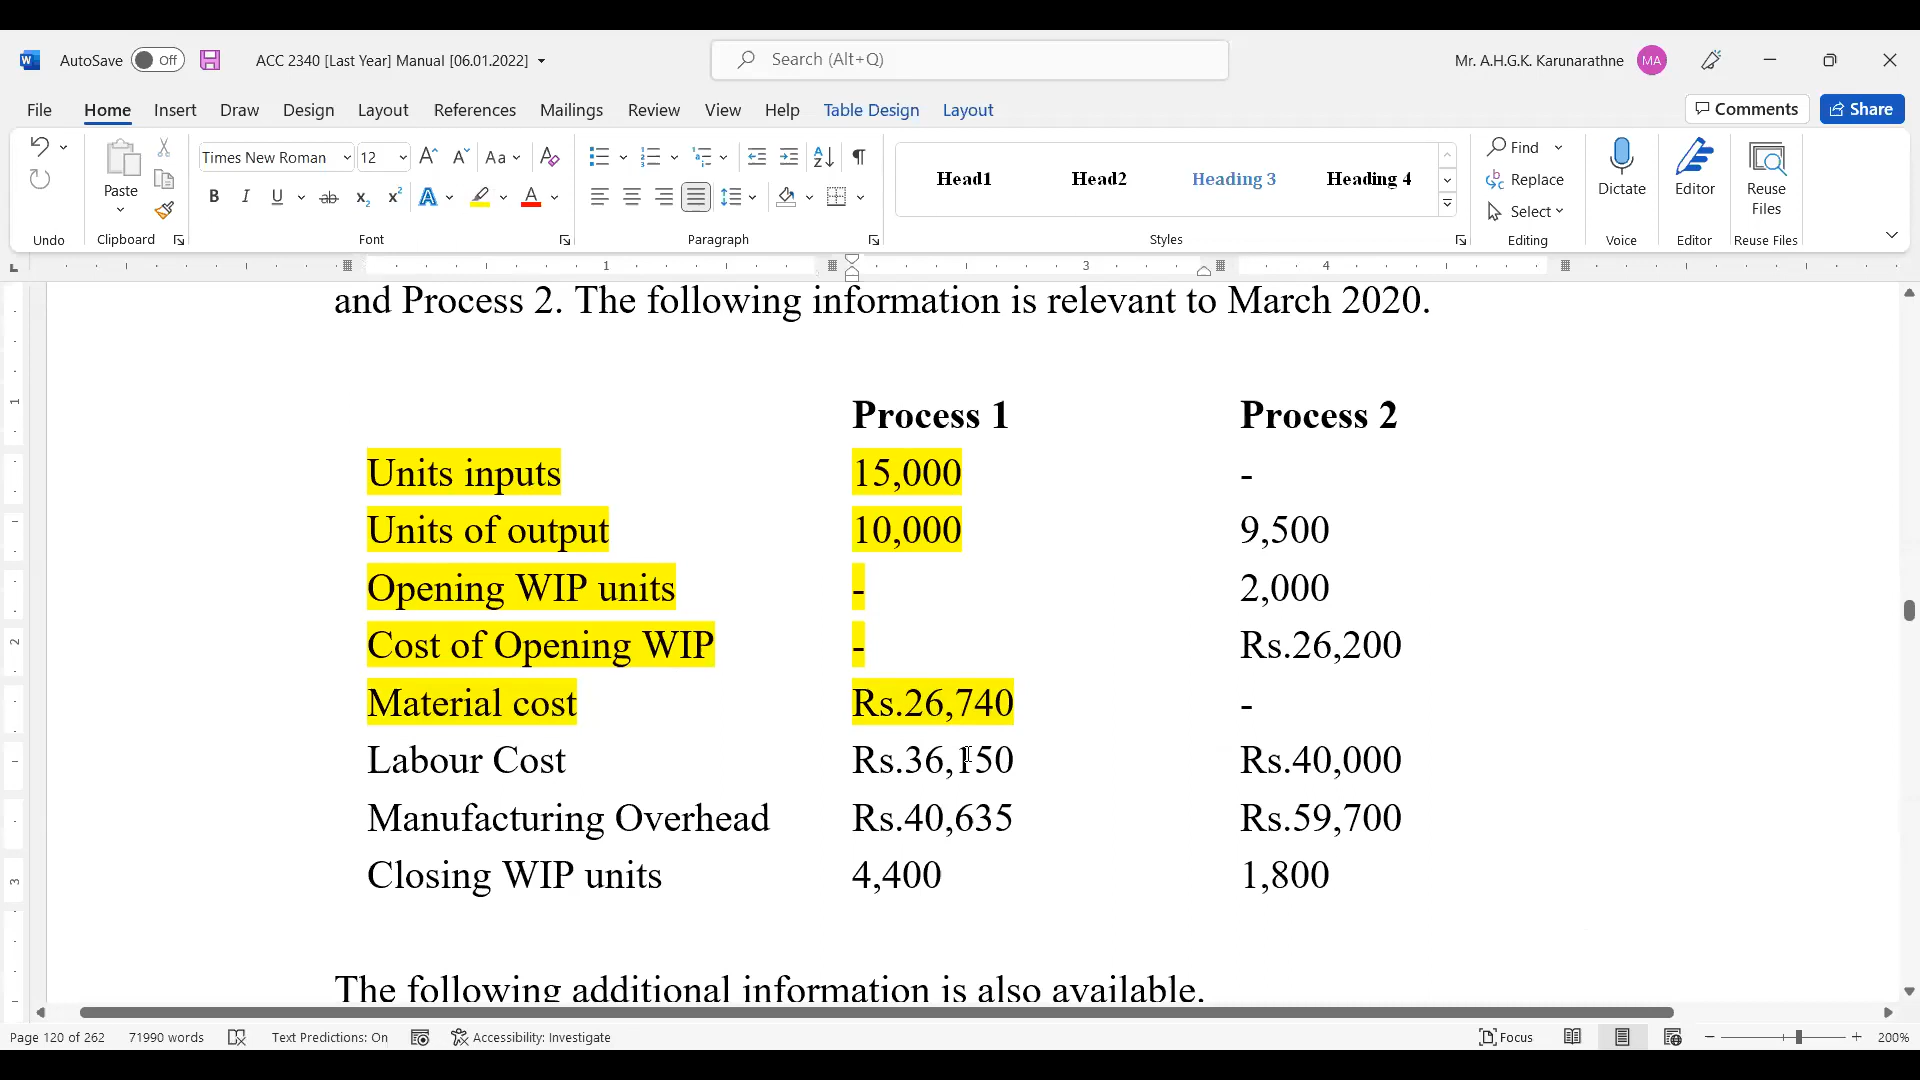 AutoSave Off ACC 2340 [Last Year] Manual [06.01.2022] Search (Alt+Q) Mr. A.H.G.K. Karunarathne MA
File Home Insert Draw Design Layout References Mailings Review View Help Table Design Layout Comments Share
Times New Roman 12 Aa Head1 Head2 Heading 3 Heading 4 Find
Paste Replace Dictate Editor Reuse Files
B I U ab x₂ x² A A Select
Undo Clipboard Font Paragraph Styles Editing Voice Editor Reuse Files
1 3 4
and Process 2. The following information is relevant to March 2020.
Process 1 Process 2
Units inputs 15,000 -
Units of output 10,000 9,500
Opening WIP units - 2,000
Cost of Opening WIP - Rs.26,200
Material cost Rs.26,740 -
Labour Cost Rs.36,150 Rs.40,000
Manufacturing Overhead Rs.40,635 Rs.59,700
Closing WIP units 4,400 1,800
The following additional information is also available.
Page 120 of 262 71990 words Text Predictions: On Accessibility: Investigate Focus 200%